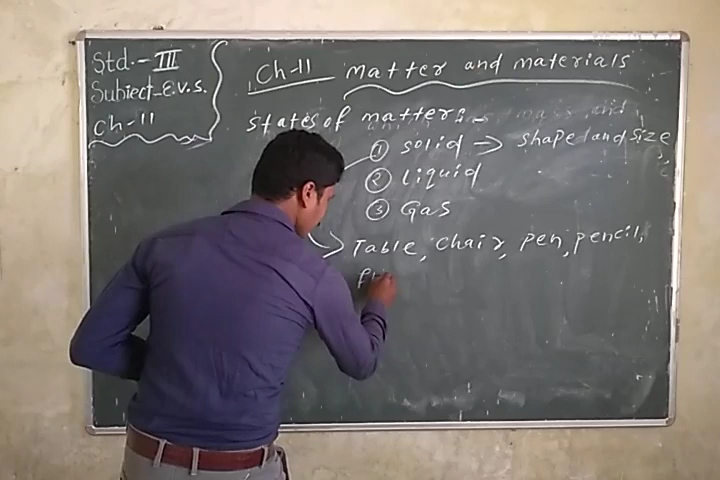 Std.- III
Subject-E.V.S.
Ch-11
Ch-11 matter and materials
states of matters
① solid → shape and size,
② Liquid
③ Gas
Table, chair, pen, pencil,